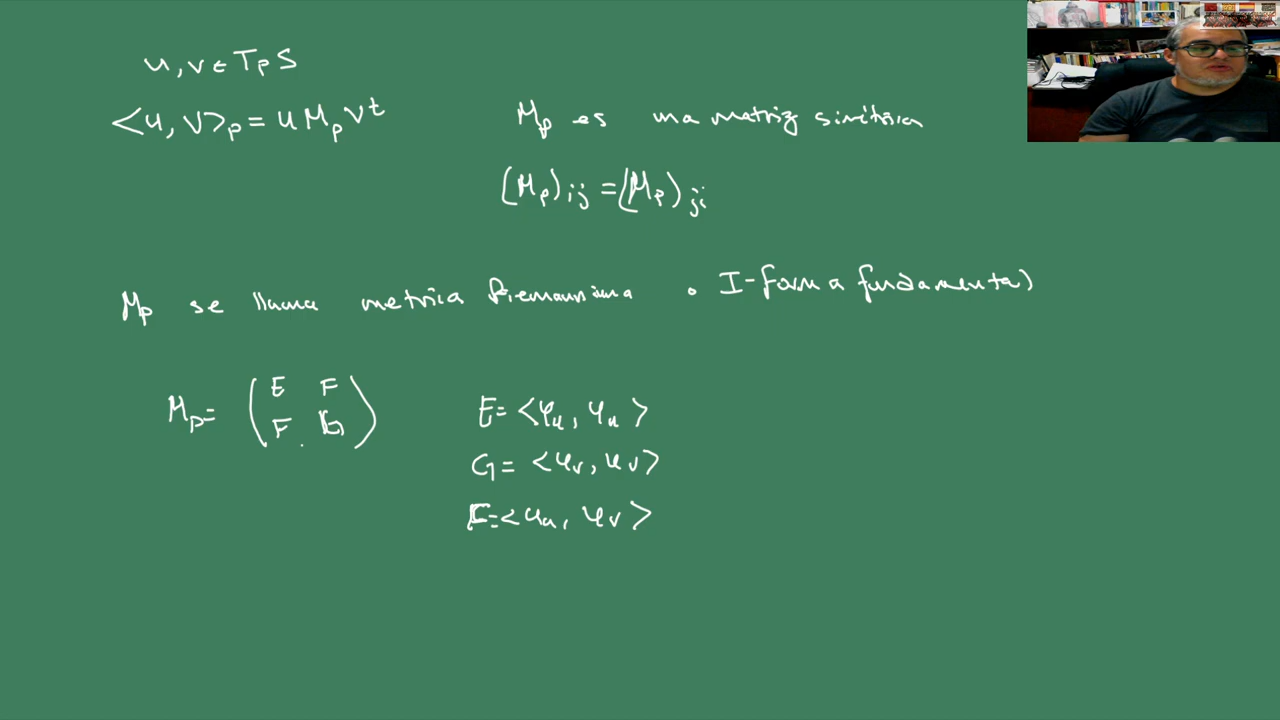 u, v ∈ TpS
<u, v>p = u Mp v^t
Mp es una matriz simétrica
(Mp)ij = (Mp)ji
Mp se llama metrica Riemanniana o I-forma fundamental
Mp = ( E F
F G )
E = <φu, φu>
G = <φv, φv>
F = <φu, φv>